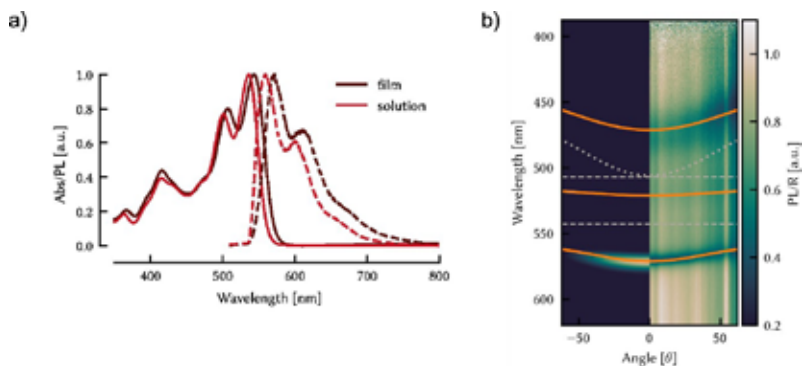 a)
1.0
0.8
0.6
0.4
0.2
0.0
Abs/PL [a.u.]
film
solution
400
500
600
700
800
Wavelength [nm]
b)
400
450
500
550
600
Wavelength [nm]
−50
0
50
Angle [θ]
1.0
0.8
0.6
0.4
0.2
PL/R [a.u.]